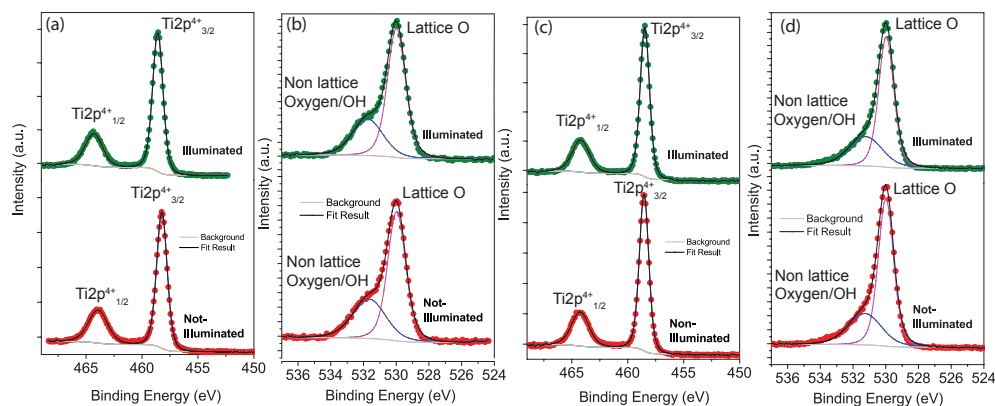 (a)
Ti2p⁴⁺
3/2
Ti2p⁴⁺
1/2
Illuminated
Ti2p⁴⁺
3/2
Background
Fit Result
Ti2p⁴⁺
1/2
Not-
Illuminated
Intensity (a.u.)
465 460 455 450
Binding Energy (eV)
(b)
Lattice O
Non lattice
Oxygen/OH
Illuminated
Lattice O
Background
Fit Result
Non lattice
Oxygen/OH
Not-
Illuminated
Intensity (a.u.)
536 534 532 530 528 526 524
Binding Energy (eV)
(c)
Ti2p⁴⁺
3/2
Ti2p⁴⁺
1/2
Illuminated
Ti2p⁴⁺
3/2
Background
Fit Result
Ti2p⁴⁺
1/2
Non-
Illuminated
Intensity (a.u.)
465 460 455 450
Binding Energy (eV)
(d)
Lattice O
Non lattice
Oxygen/OH
Illuminated
Lattice O
Background
Fit Result
Non lattice
Oxygen/OH
Not-
Illuminated
Intensity (a.u.)
536 534 532 530 528 526 524
Binding Energy (eV)